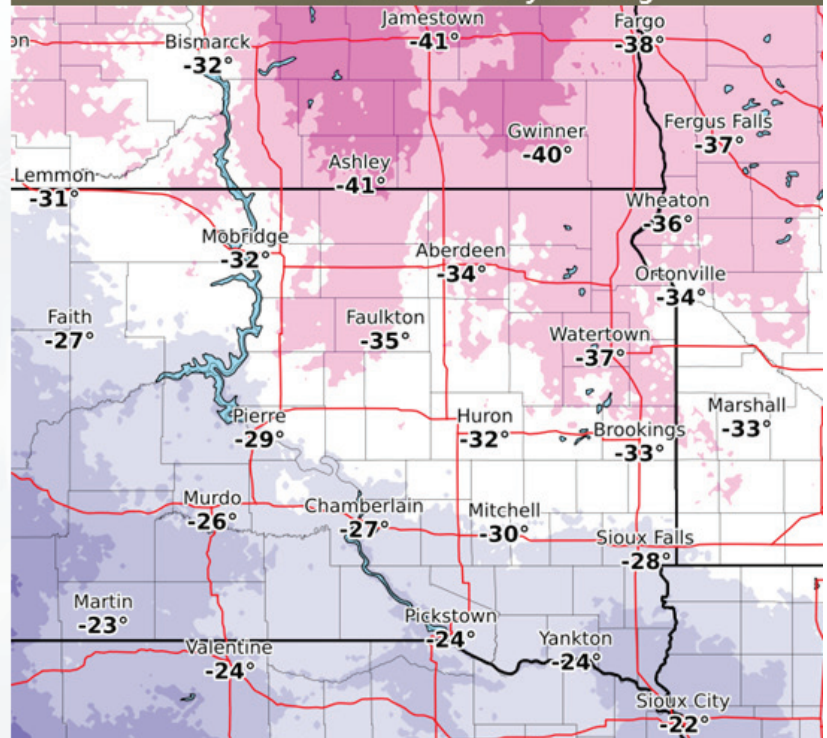 Jamestown
-41°
Fargo
-38°
on
Bismarck
-32°
Gwinner
-40°
Fergus Falls
-37°
Ashley
-41°
Lemmon
-31°
Wheaton
-36°
Mobridge
-32°
Aberdeen
-34°
Ortonville
-34°
Faith
-27°
Faulkton
-35°
Watertown
-37°
Pierre
-29°
Huron
-32°
Brookings
-33°
Marshall
-33°
Murdo
-26°
Chamberlain
-27°
Mitchell
-30°
Sioux Falls
-28°
Martin
-23°
Pickstown
-24°
Valentine
-24°
Yankton
-24°
Sioux City
-22°